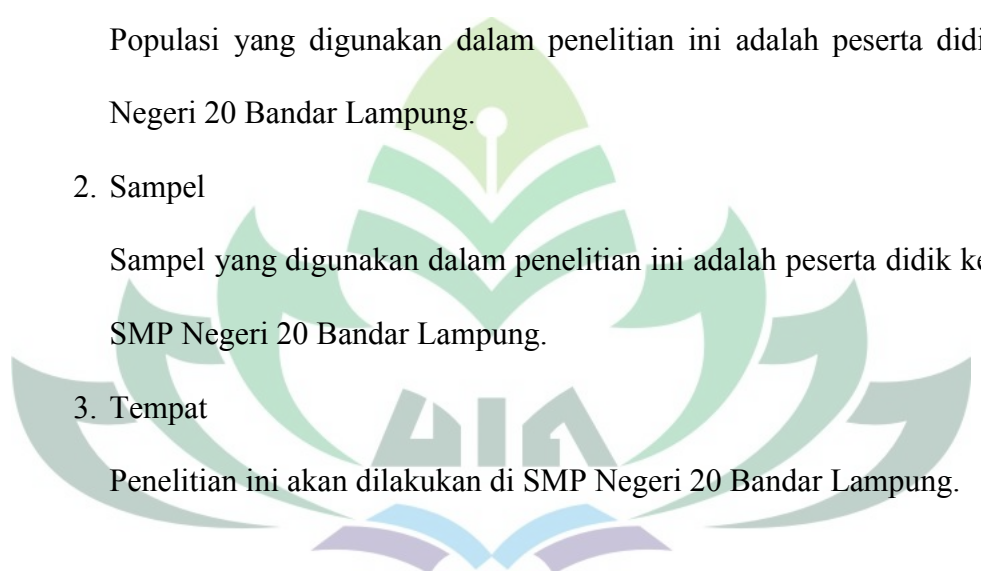 Populasi yang digunakan dalam penelitian ini adalah peserta
Negeri 20 Bandar Lampung.
2. Sampel
Sampel yang digunakan dalam penelitian ini adalah peserta didik
SMP Negeri 20 Bandar Lampung.
3. Tempat
UIN
Penelitian ini akan dilakukan di SMP Negeri 20 Bandar Lampung.